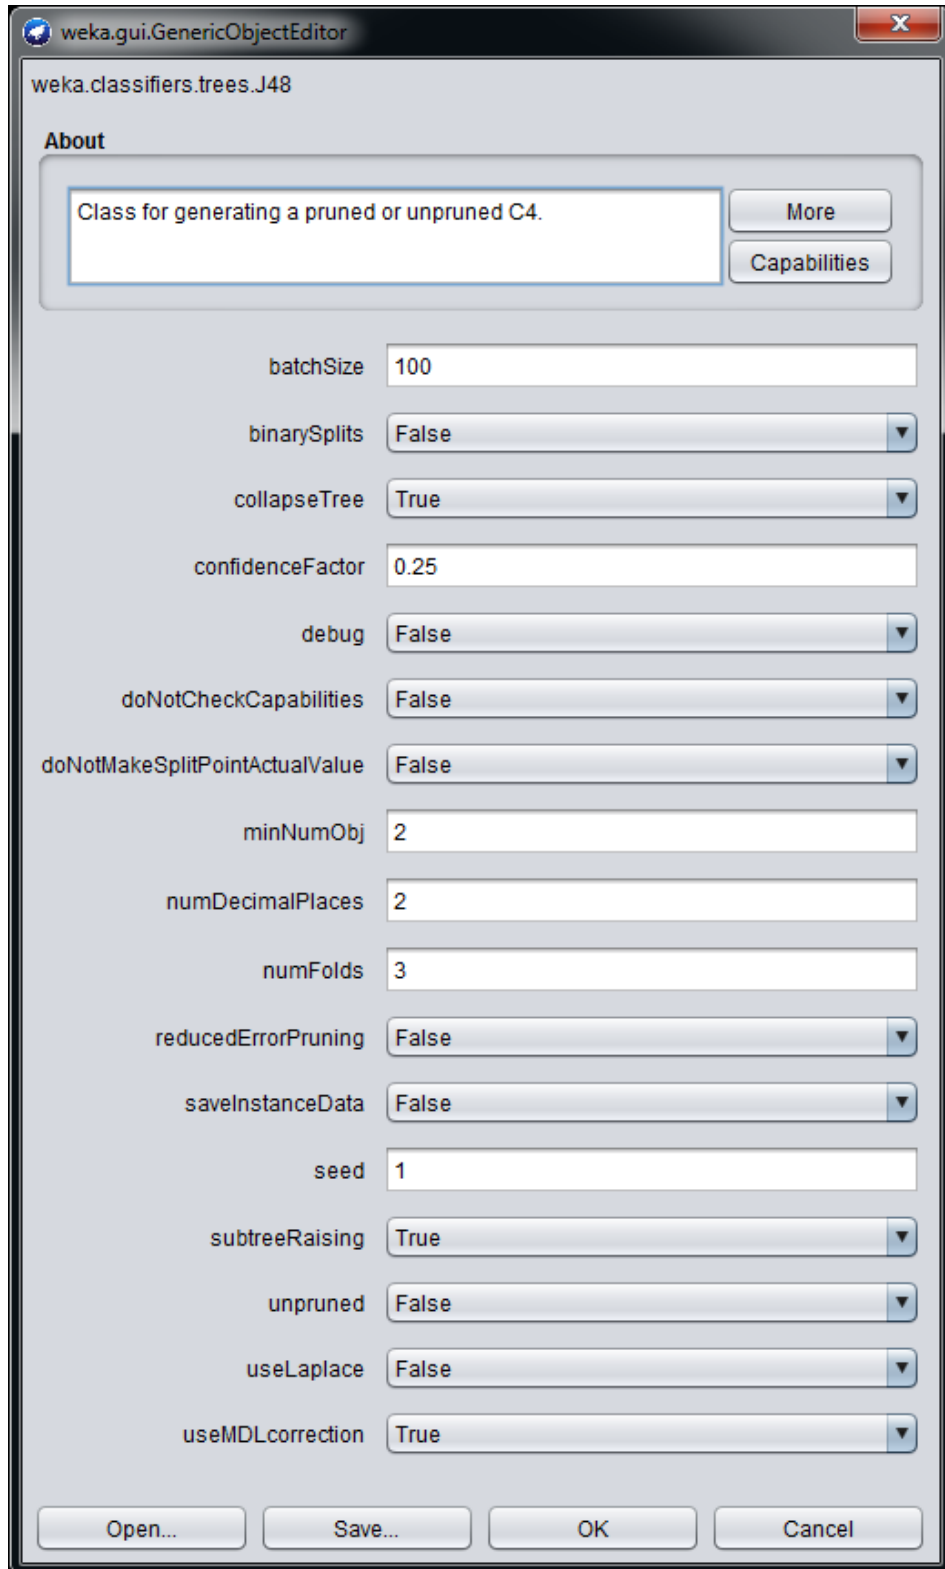 weka.gui.GenericObjectEditor
weka.classifiers.trees.J48
About
Class for generating a pruned or unpruned C4.
More
Capabilities
batchSize 100
binarySplits False
collapseTree True
confidenceFactor 0.25
debug False
doNotCheckCapabilities False
doNotMakeSplitPointActualValue False
minNumObj 2
numDecimalPlaces 2
numFolds 3
reducedErrorPruning False
saveInstanceData False
seed 1
subtreeRaising True
unpruned False
useLaplace False
useMDLcorrection True
Open... Save... OK Cancel